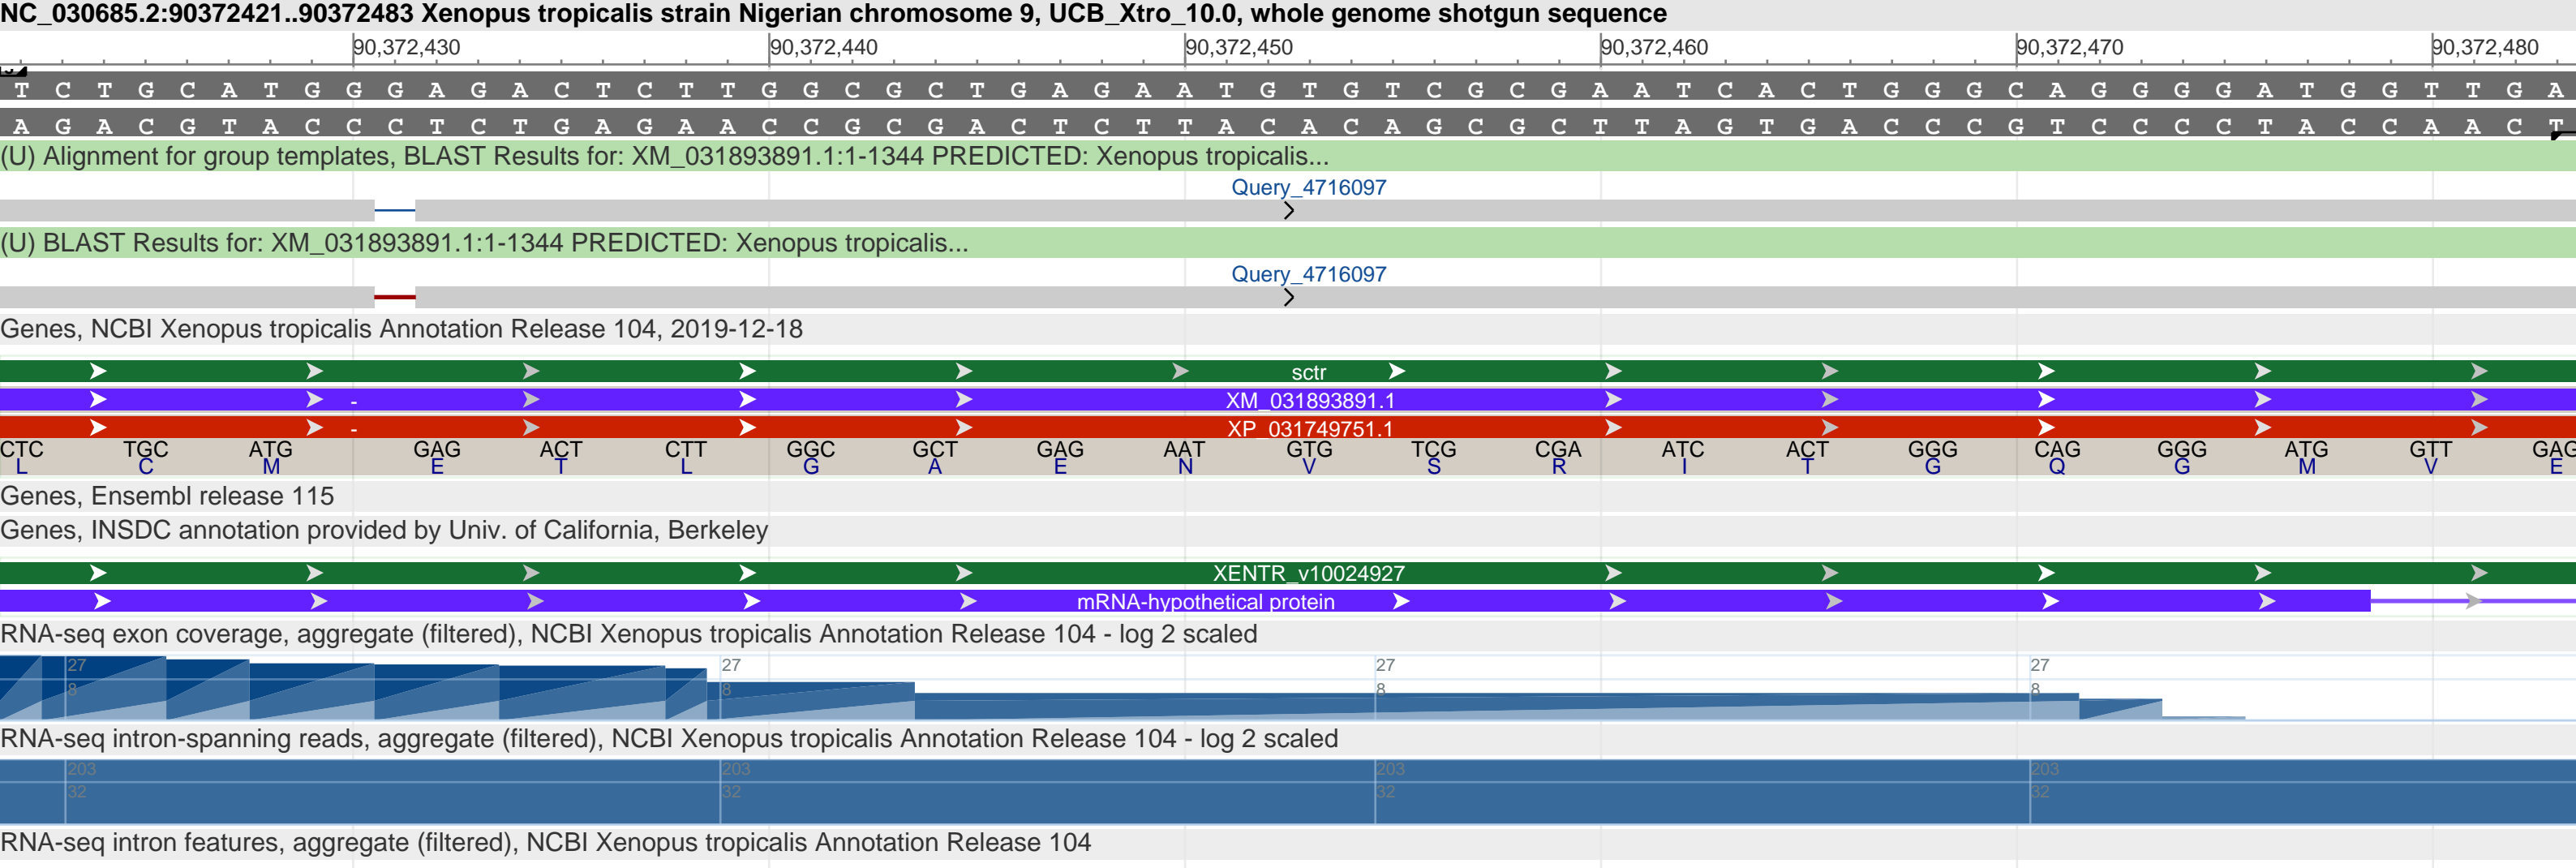 NC_030685.2:90372421..90372483 Xenopus tropicalis strain Nigerian chromosome 9, UCB_Xtro_10.0, whole genome shotgun sequence
90,372,430 90,372,440 90,372,450 90,372,460 90,372,470 90,372,480
T C T G C A T G G G A G A C T C T T G G C G C T G A G A A T G T G T C G C G A A T C A C T G G G C A G G G G A T G G T T G A
A G A C G T A C C C T C T G A G A A C C G C G A C T C T T A C A C A G C G C T T A G T G A C C C G T C C C C T A C C A A C T
(U) Alignment for group templates, BLAST Results for: XM_031893891.1:1-1344 PREDICTED: Xenopus tropicalis...
Query_4716097
(U) BLAST Results for: XM_031893891.1:1-1344 PREDICTED: Xenopus tropicalis...
Query_4716097
Genes, NCBI Xenopus tropicalis Annotation Release 104, 2019-12-18
sctr
- XM_031893891.1
- XP_031749751.1
CTC TGC ATG GAG ACT CTT GGC GCT GAG AAT GTG TCG CGA ATC ACT GGG CAG GGG ATG GTT GAG
L C M E T L G A E N V S R I T G Q G M V E
Genes, Ensembl release 115
Genes, INSDC annotation provided by Univ. of California, Berkeley
XENTR_v10024927
mRNA-hypothetical protein
RNA-seq exon coverage, aggregate (filtered), NCBI Xenopus tropicalis Annotation Release 104 - log 2 scaled
27 27 27 27
8 8 8 8
RNA-seq intron-spanning reads, aggregate (filtered), NCBI Xenopus tropicalis Annotation Release 104 - log 2 scaled
203 203 203 203
32 32 32 32
RNA-seq intron features, aggregate (filtered), NCBI Xenopus tropicalis Annotation Release 104